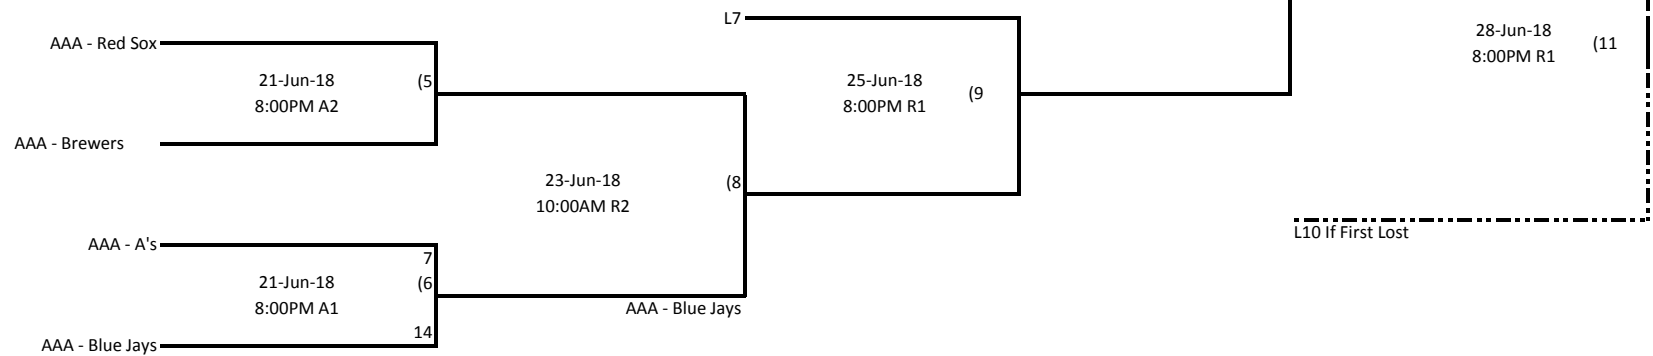 L7
28-Jun-18
8:00PM R1
(11
AAA - Red Sox
21-Jun-18
8:00PM A2
(5
25-Jun-18
8:00PM R1
(9
AAA - Brewers
23-Jun-18
10:00AM R2
(8
L10 If First Lost
AAA - A's
7
21-Jun-18
8:00PM A1
(6
AAA - Blue Jays
14
AAA - Blue Jays